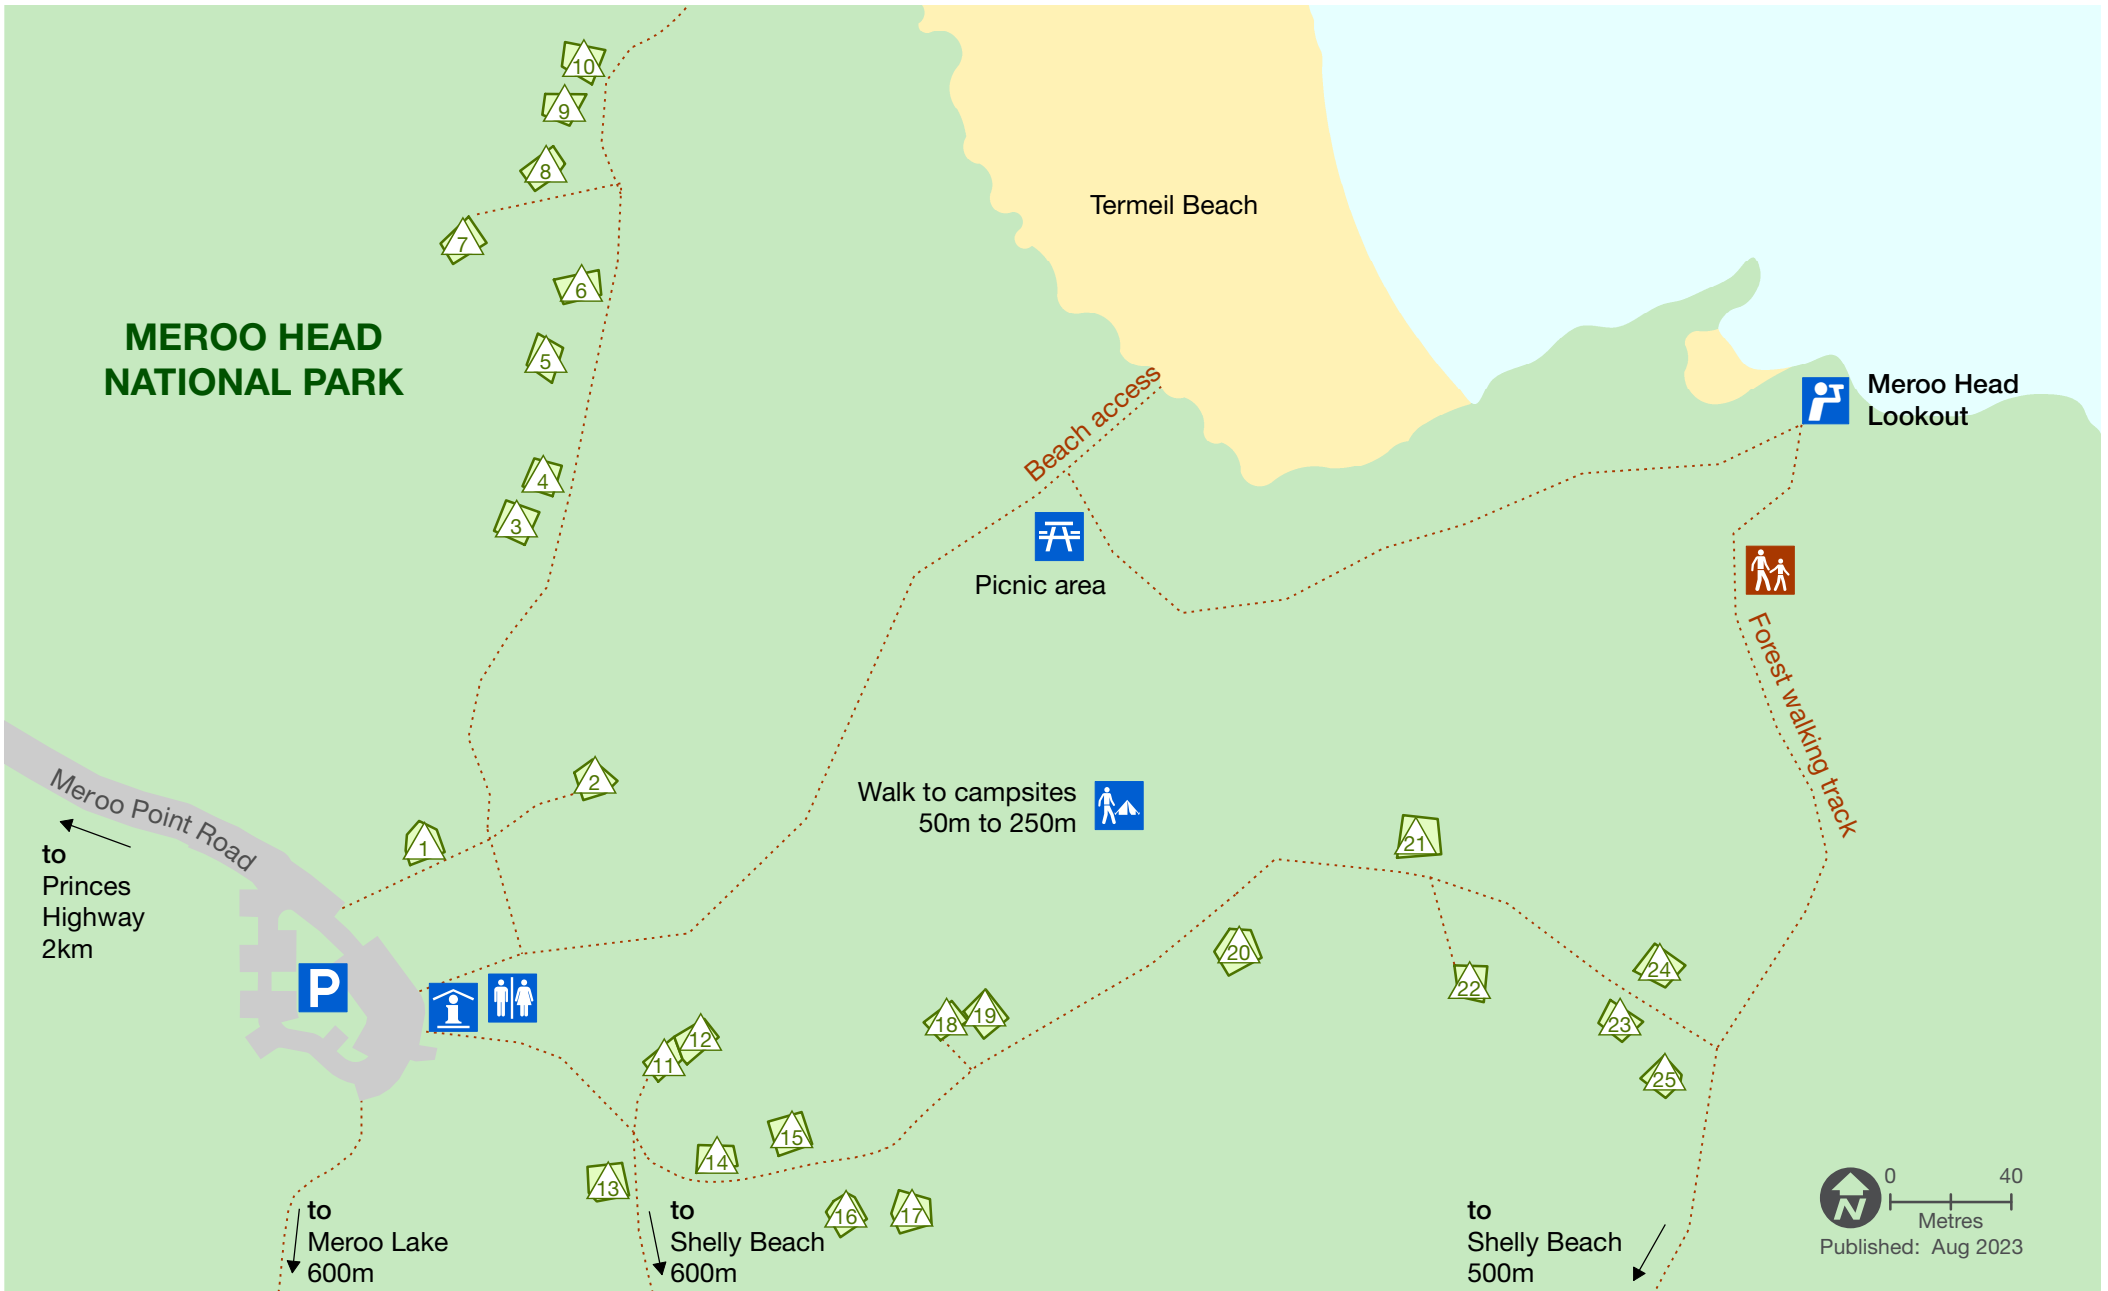 10
9
8
7
6
5
4
3
2
1
MEROO HEAD
NATIONAL PARK
Termeil Beach
Beach access
Picnic area
Meroo Head
Lookout
Forest walking track
Walk to campsites
50m to 250m
Meroo Point Road
to
Princes
Highway
2km
P
11
12
13
14
15
16
17
18
19
20
21
22
23
24
25
to
Meroo Lake
600m
to
Shelly Beach
600m
to
Shelly Beach
500m
N
0 40
Metres
Published: Aug 2023